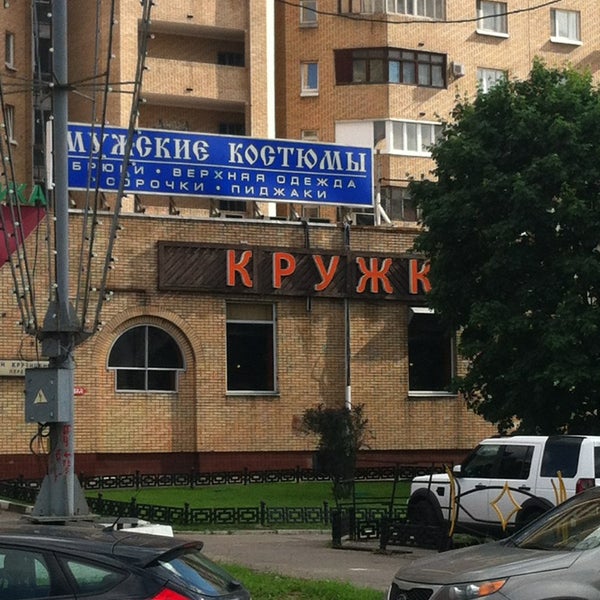 МУЖСКИЕ КОСТЮМЫ
БРЮКИ • ВЕРХНЯЯ ОДЕЖДА
СОРОЧКИ • ПИДЖАКИ
КРУЖК